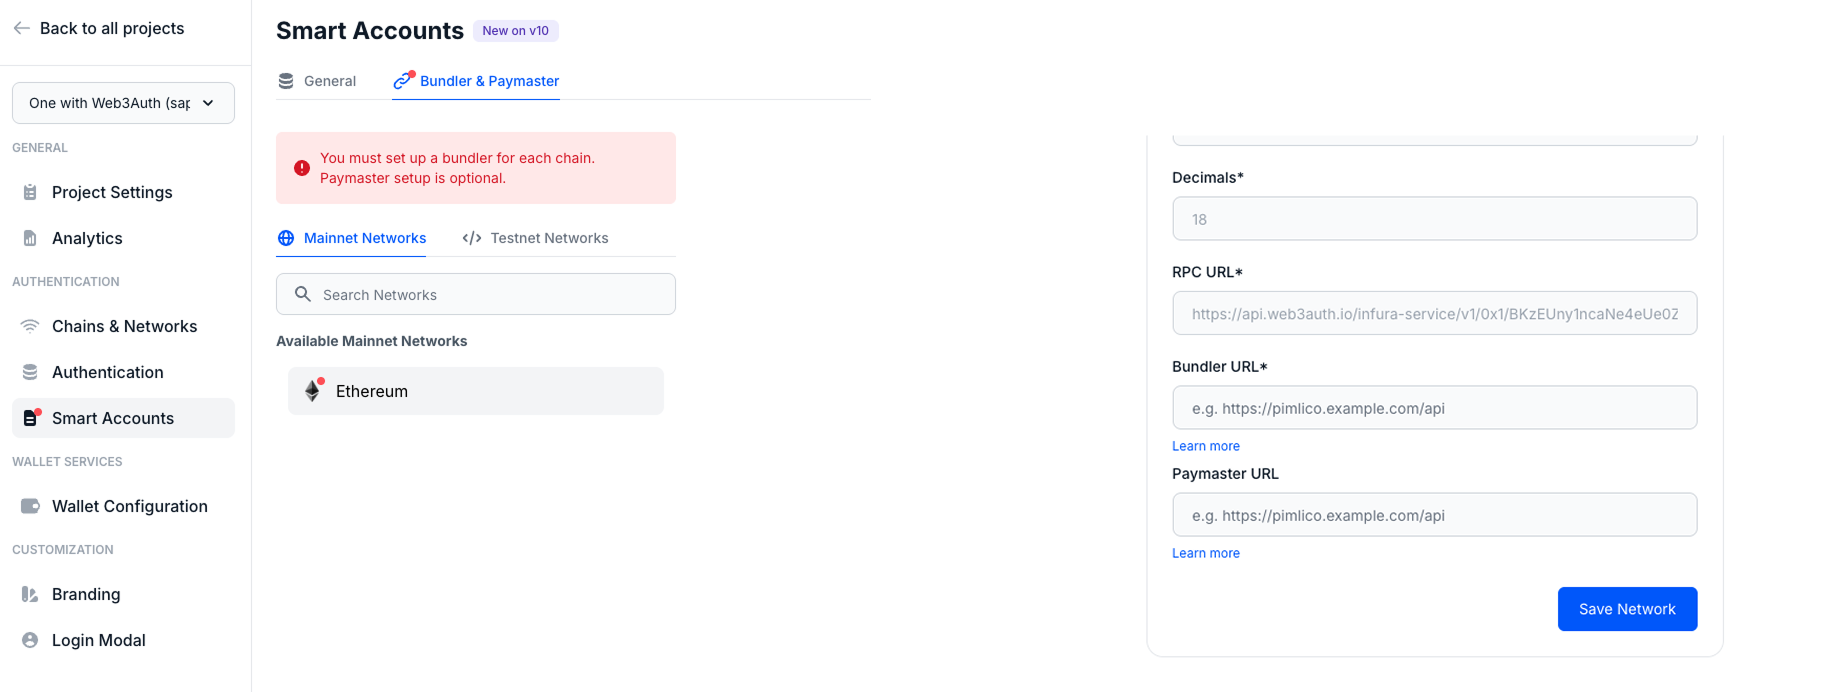 Back to all projects
One with Web3Auth (sap
GENERAL
Project Settings
Analytics
AUTHENTICATION
Chains & Networks
Authentication
Smart Accounts
WALLET SERVICES
Wallet Configuration
CUSTOMIZATION
Branding
Login Modal
Smart Accounts New on v10
General Bundler & Paymaster
You must set up a bundler for each chain.
Paymaster setup is optional.
Mainnet Networks </> Testnet Networks
Search Networks
Available Mainnet Networks
Ethereum
Decimals*
18
RPC URL*
https://api.web3auth.io/infura-service/v1/0x1/BKzEUny1ncaNe4eUe0Z
Bundler URL*
e.g. https://pimlico.example.com/api
Learn more
Paymaster URL
e.g. https://pimlico.example.com/api
Learn more
Save Network